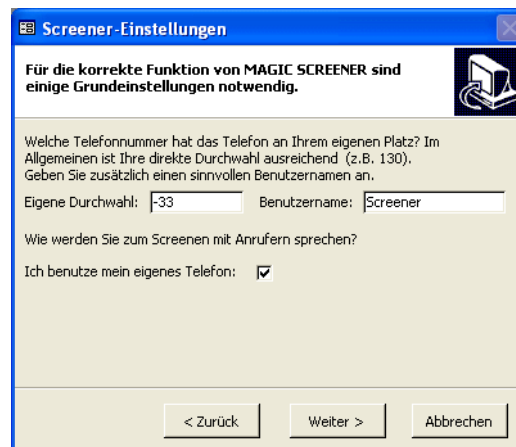 Screener-Einstellungen
Für die korrekte Funktion von MAGIC SCREENER sind
einige Grundeinstellungen notwendig.
Welche Telefonnummer hat das Telefon an Ihrem eigenen Platz? Im
Allgemeinen ist Ihre direkte Durchwahl ausreichend (z.B. 130).
Geben Sie zusätzlich einen sinnvollen Benutzernamen an.
Eigene Durchwahl: -33 Benutzername: Screener
Wie werden Sie zum Screenen mit Anrufern sprechen?
Ich benutze mein eigenes Telefon:
< Zurück Weiter > Abbrechen